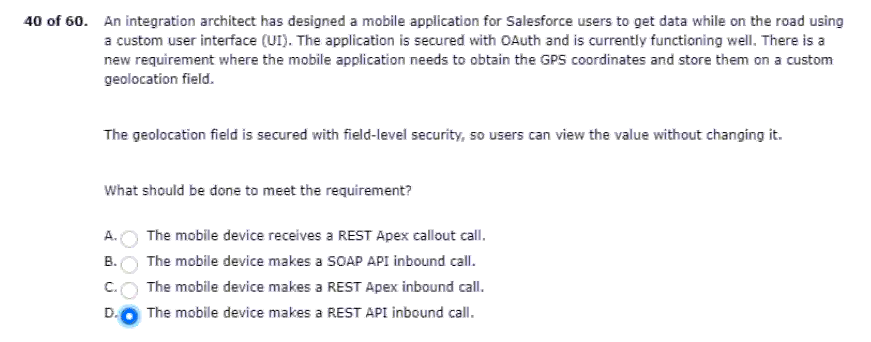 40 of 60. An integration architect has designed a mobile application for Salesforce users to get data while on the road using
a custom user interface (UI). The application is secured with OAuth and is currently functioning well. There is a
new requirement where the mobile application needs to obtain the GPS coordinates and store them on a custom
geolocation field.
The geolocation field is secured with field-level security, so users can view the value without changing it.
What should be done to meet the requirement?
A. The mobile device receives a REST Apex callout call.
B. The mobile device makes a SOAP API inbound call.
C. The mobile device makes a REST Apex inbound call.
D. The mobile device makes a REST API inbound call.